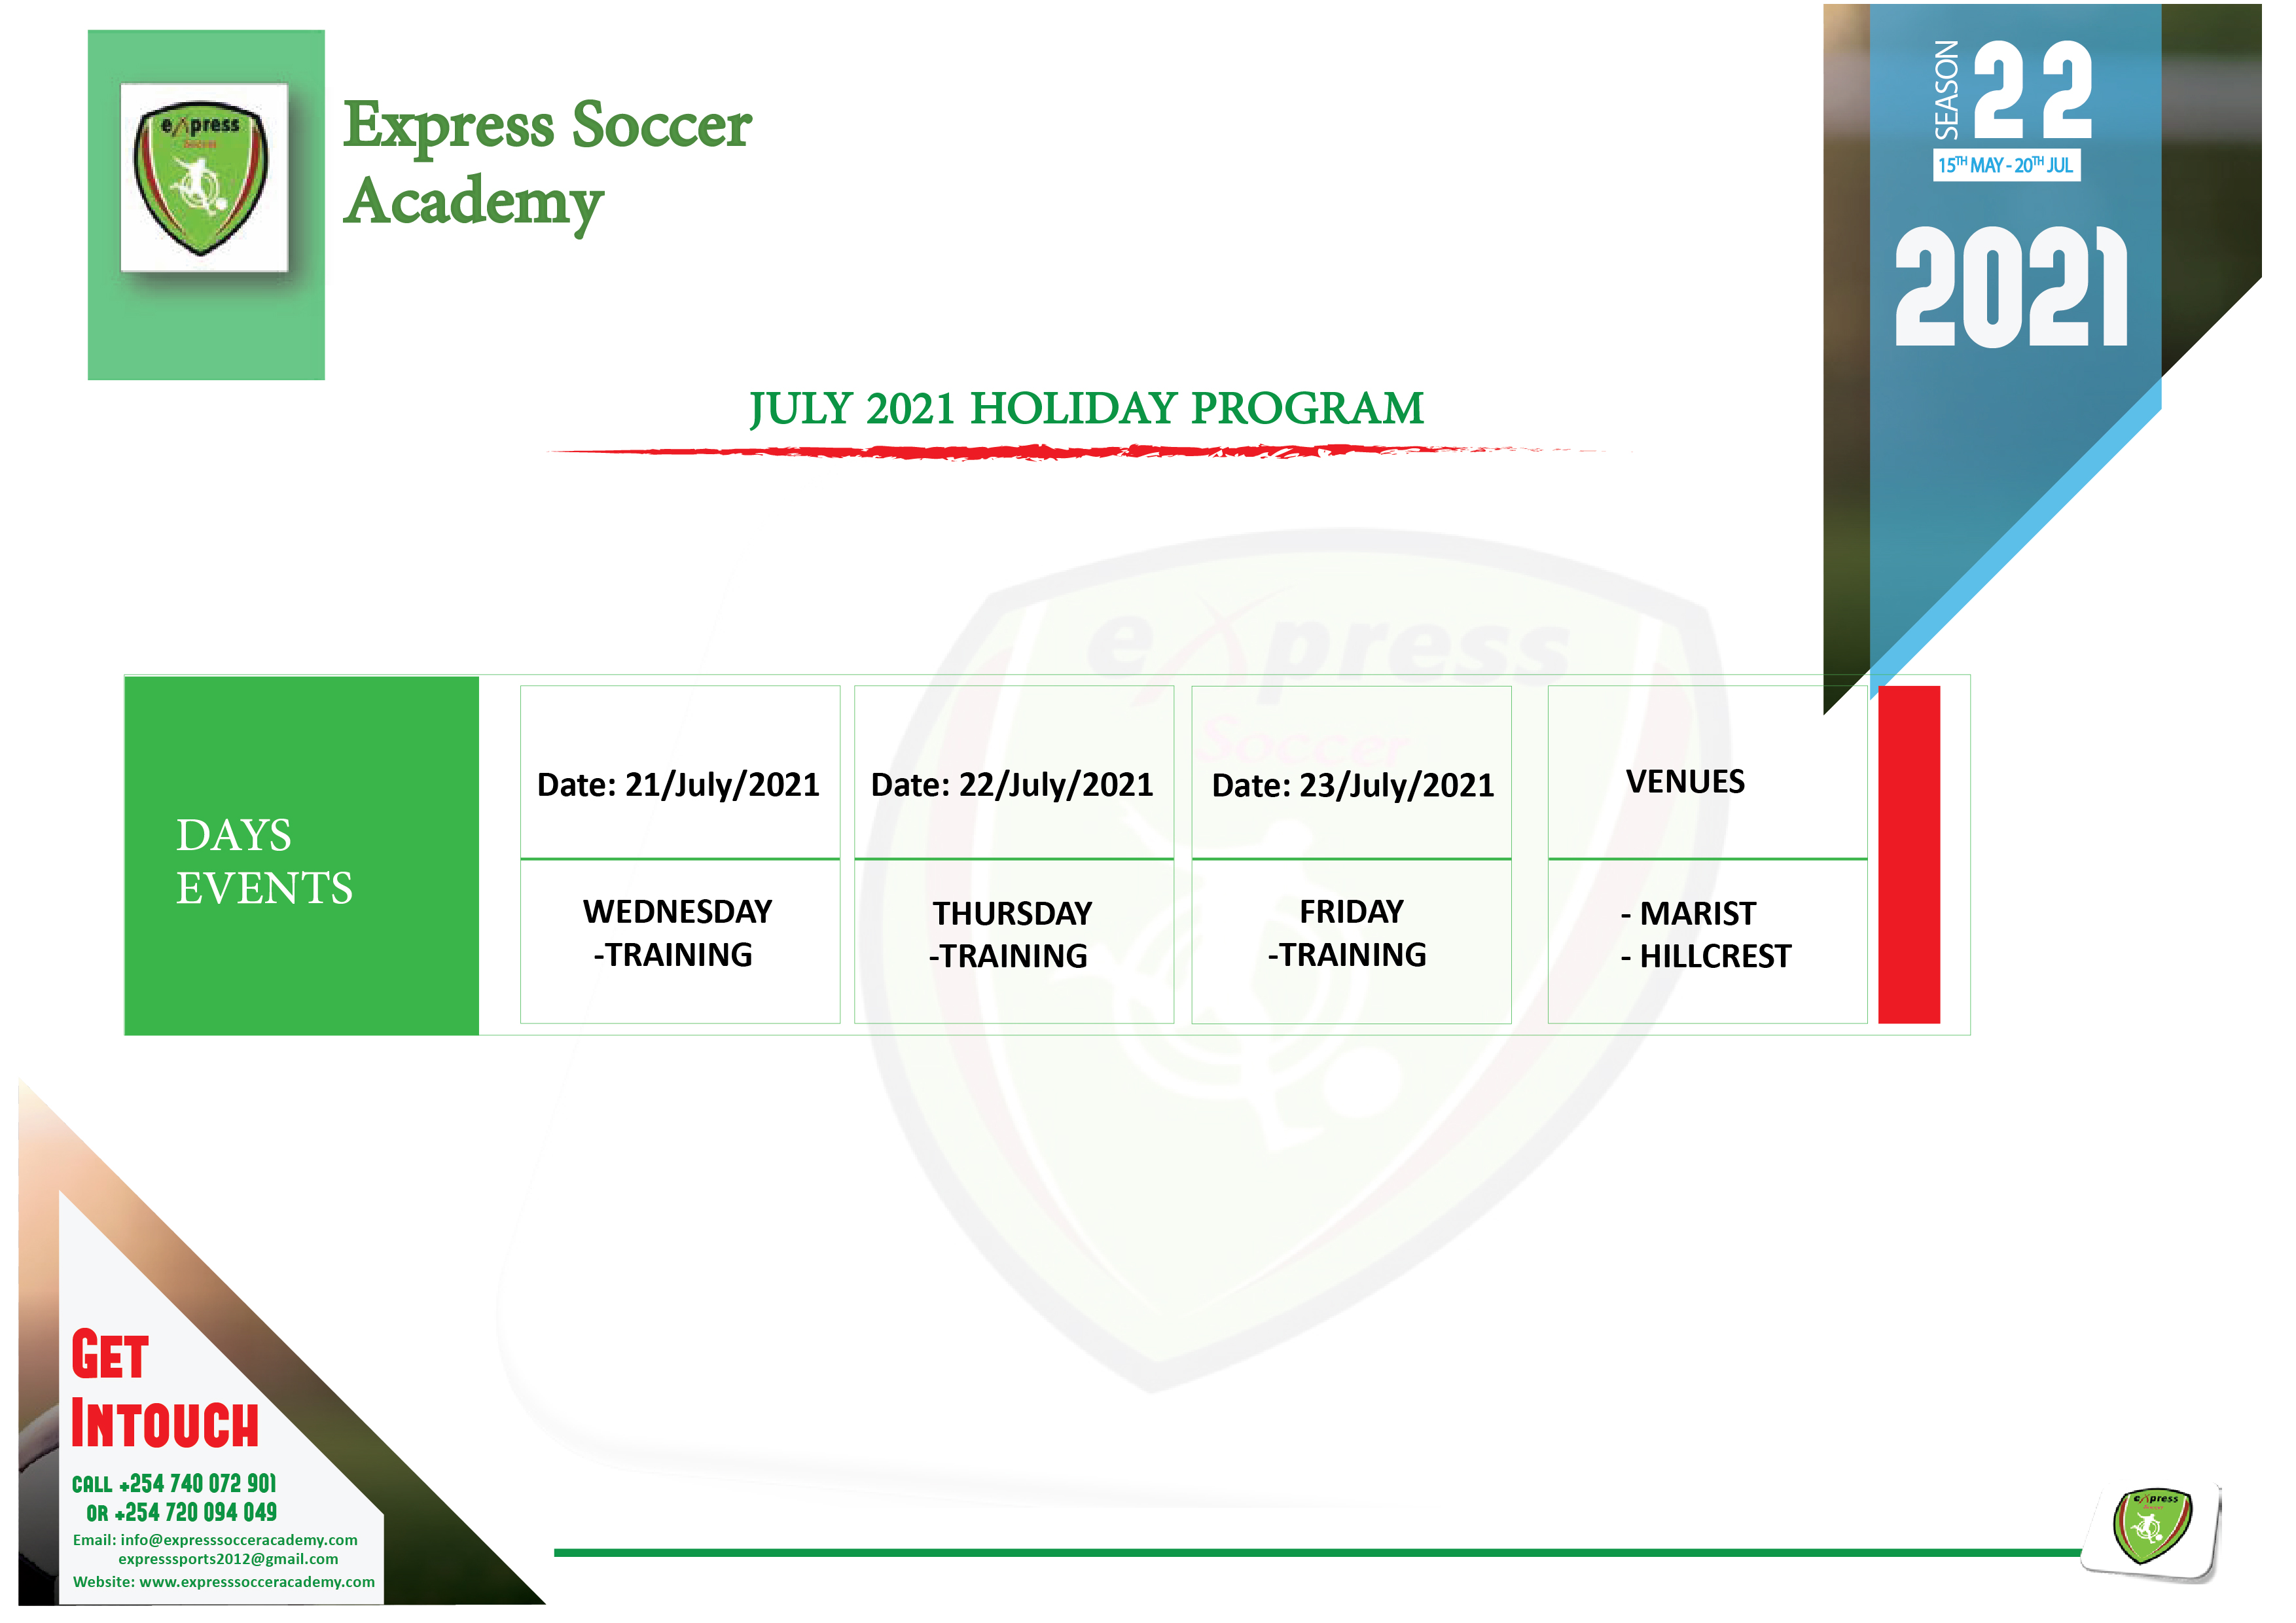 eXpress
Soccer
Express Soccer
Academy
SEASON
22
15TH MAY - 20TH JUL
2021
JULY 2021 HOLIDAY PROGRAM
eXpress
Soccer
DAYS
EVENTS
Date: 21/July/2021
Date: 22/July/2021
Date: 23/July/2021
VENUES
WEDNESDAY
-TRAINING
THURSDAY
-TRAINING
FRIDAY
-TRAINING
- MARIST
- HILLCREST
GET
INTOUCH
CALL +254 740 072 901
OR +254 720 094 049
Email: info@expresssocceracademy.com
expresssports2012@gmail.com
Website: www.expresssocceracademy.com
eXpress
Soccer